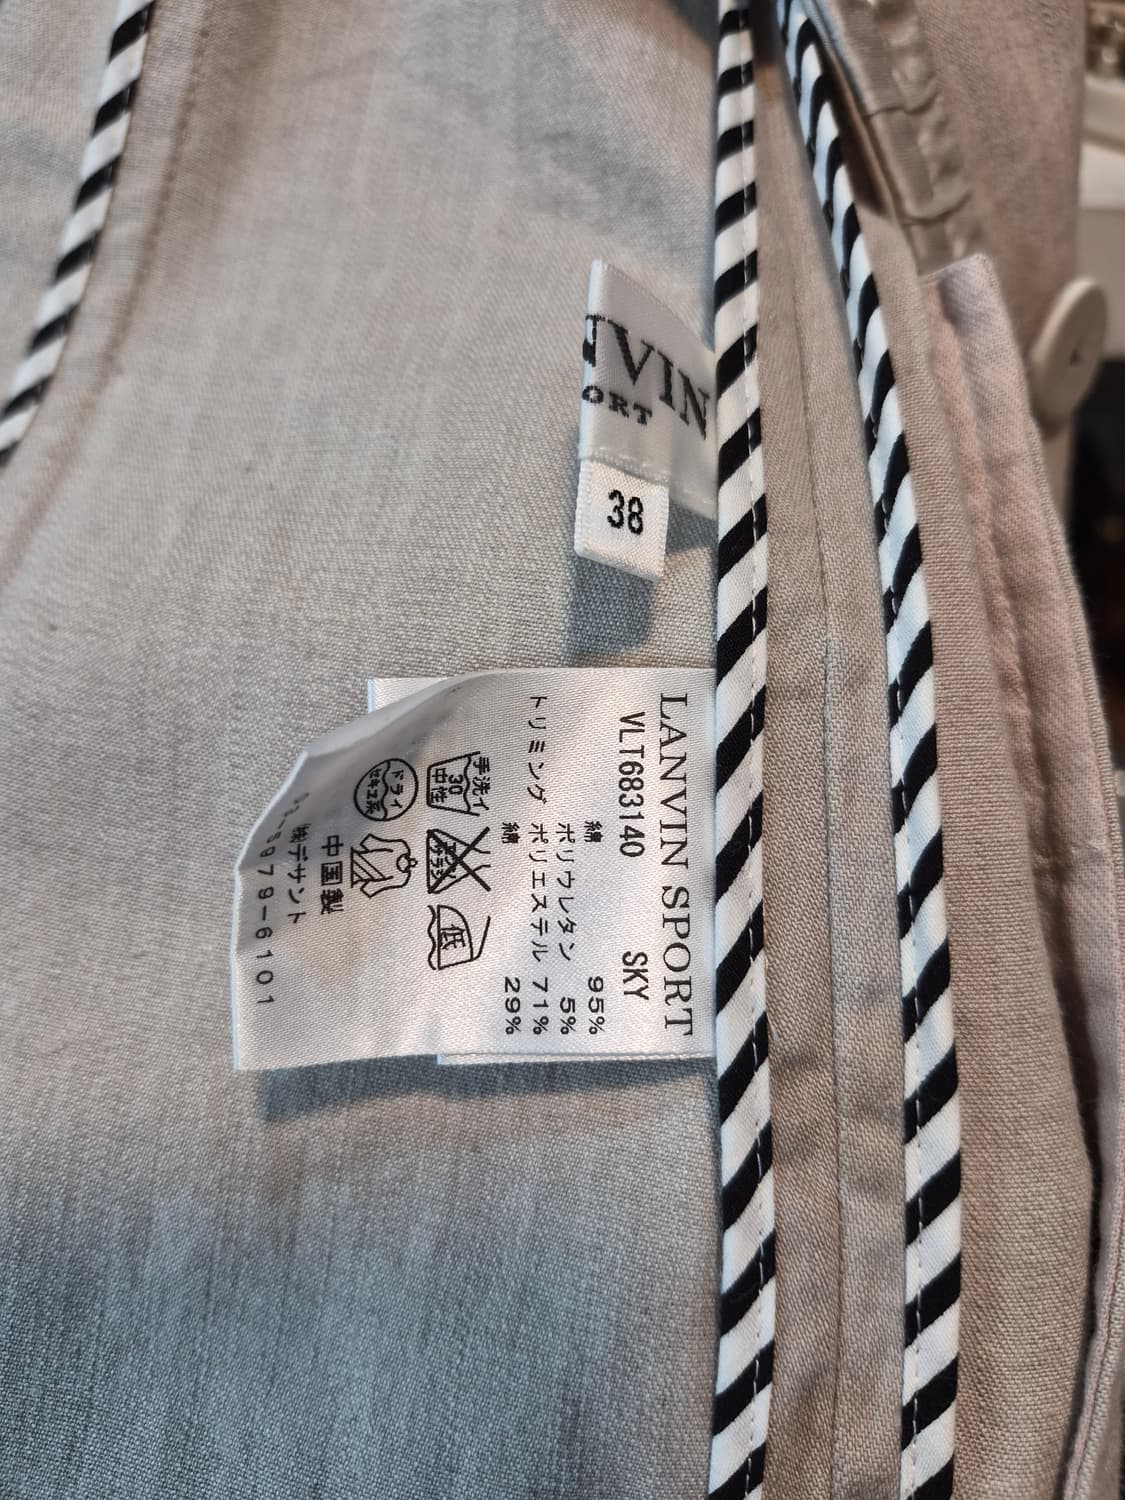 VIN
ORT
38
LANVIN SPORT
VLT683140 SKY
綿 95%
ポリウレタン 5%
トリミング ポリエステル 71%
綿 29%
手洗イ
30
中性
低
ドライ
セキユ系
中国製
㈱デサント
979-6101